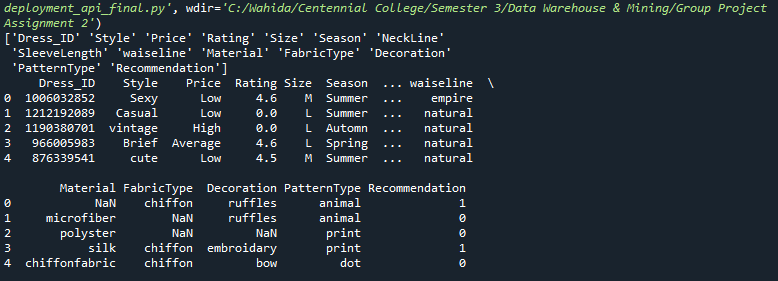 deployment_api_final.py', wdir='C:/Wahida/Centennial College/Semester 3/Data Warehouse & Mining/Group Project
Assignment 2')
['Dress_ID' 'Style' 'Price' 'Rating' 'Size' 'Season' 'NeckLine'
 'SleeveLength' 'waiseline' 'Material' 'FabricType' 'Decoration'
 'PatternType' 'Recommendation']
     Dress_ID    Style    Price  Rating Size  Season  ... waiseline  \
0  1006032852     Sexy      Low     4.6    M  Summer  ...    empire
1  1212192089   Casual      Low     0.0    L  Summer  ...   natural
2  1190380701  vintage     High     0.0    L  Automn  ...   natural
3   966005983    Brief  Average     4.6    L  Spring  ...   natural
4   876339541     cute      Low     4.5    M  Summer  ...   natural
        Material FabricType  Decoration PatternType Recommendation
0            NaN    chiffon     ruffles      animal              1
1     microfiber        NaN     ruffles      animal              0
2       polyster        NaN         NaN       print              0
3           silk    chiffon  embroidary       print              1
4  chiffonfabric    chiffon         bow         dot              0